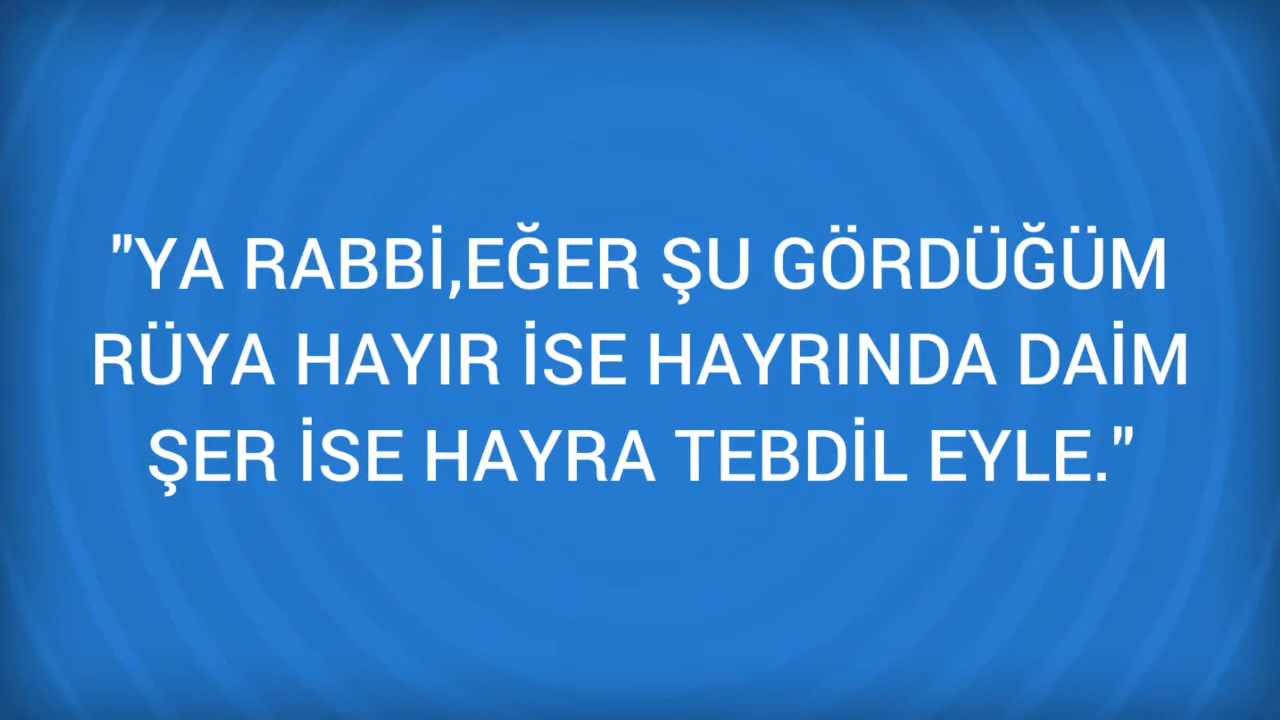 "YA RABBİ,EĞER ŞU GÖRDÜĞÜM
RÜYA HAYIR İSE HAYRINDA DAİM
ŞER İSE HAYRA TEBDİL EYLE."